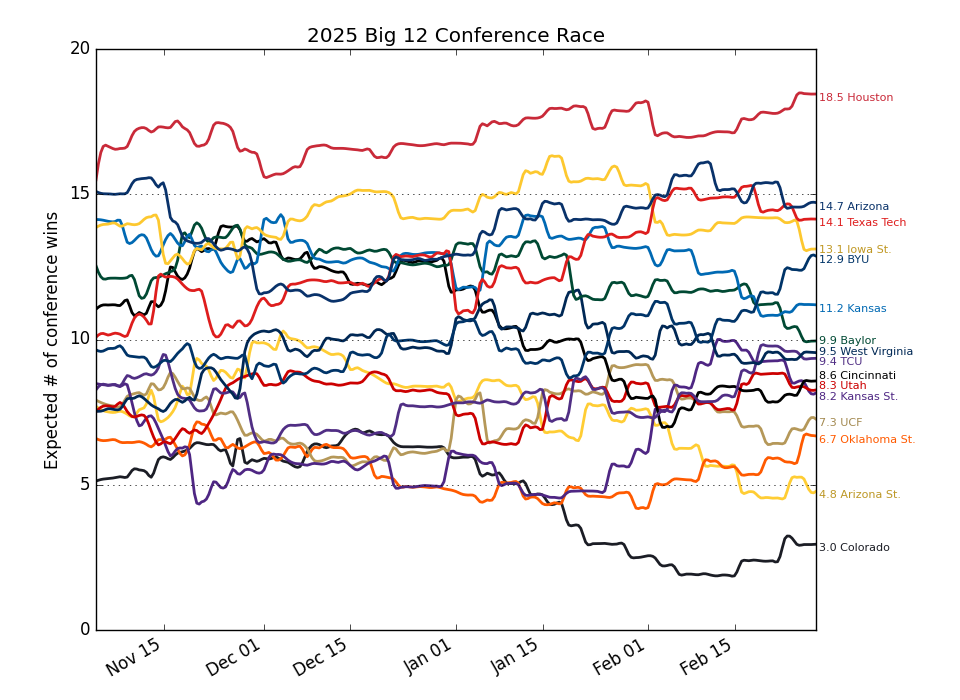 2025 Big 12 Conference Race
Expected # of conference wins
20
15
10
5
0
Nov 15
Dec 01
Dec 15
Jan 01
Jan 15
Feb 01
Feb 15
18.5 Houston
14.7 Arizona
14.1 Texas Tech
13.1 Iowa St.
12.9 BYU
11.2 Kansas
9.9 Baylor
9.5 West Virginia
9.4 TCU
8.6 Cincinnati
8.3 Utah
8.2 Kansas St.
7.3 UCF
6.7 Oklahoma St.
4.8 Arizona St.
3.0 Colorado